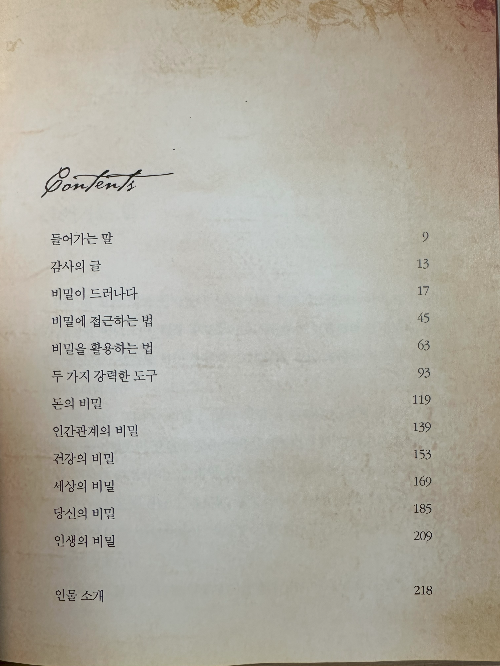 Contents
들어가는 말 9
감사의 글 13
비밀이 드러나다 17
비밀에 접근하는 법 45
비밀을 활용하는 법 63
두 가지 강력한 도구 93
돈의 비밀 119
인간관계의 비밀 139
건강의 비밀 153
세상의 비밀 169
당신의 비밀 185
인생의 비밀 209
인물 소개 218